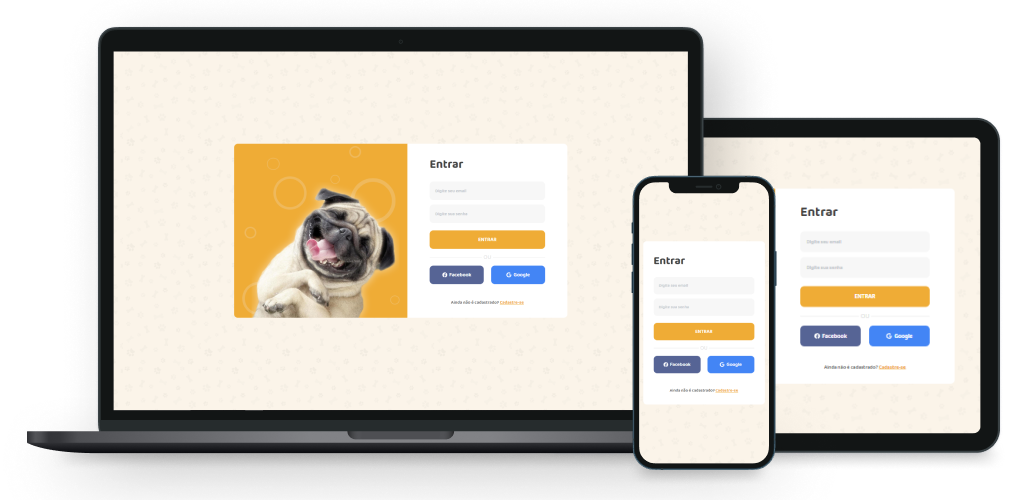 Entrar
Digite seu email
Digite sua senha
ENTRAR
OU
Facebook
Google
Ainda não é cadastrado? Cadastre-se
Entrar
Digite seu email
Digite sua senha
ENTRAR
OU
Facebook
Google
Ainda não é cadastrado? Cadastre-se
Entrar
Digite seu email
Digite sua senha
ENTRAR
OU
Facebook
Google
Ainda não é cadastrado? Cadastre-se